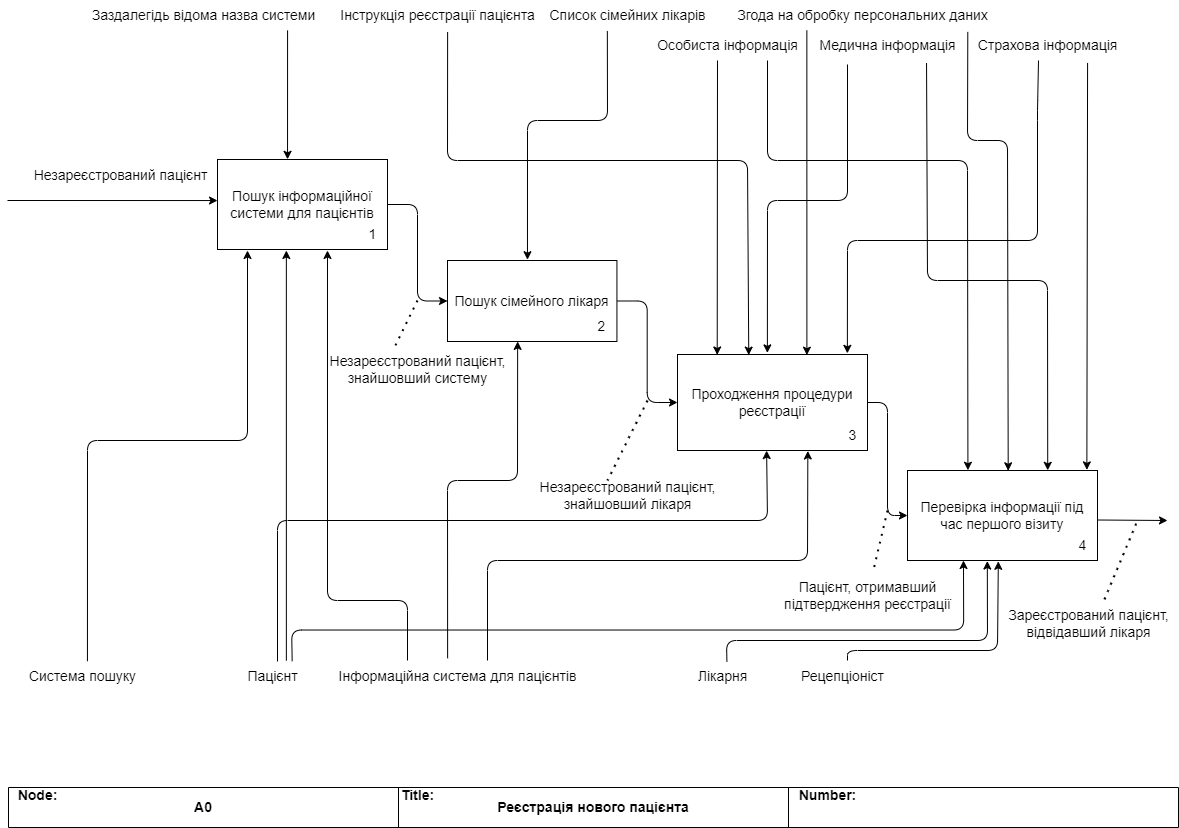 Заздалегідь відома назва системи
Інструкція реєстрації пацієнта
Список сімейних лікарів
Згода на обробку персональних даних
Особиста інформація
Медична інформація
Страхова інформація
Незареєстрований пацієнт
Пошук інформаційної
системи для пацієнтів
1
Пошук сімейного лікаря
2
Незареєстрований пацієнт,
знайшовший систему
Проходження процедури
реєстрації
3
Незареєстрований пацієнт,
знайшовший лікаря
Перевірка інформації під
час першого візиту
4
Пацієнт, отримавший
підтвердження реєстрації
Зареєстрований пацієнт,
відвідавший лікаря
Система пошуку
Пацієнт
Інформаційна система для пацієнтів
Лікарня
Рецепціоніст
Node:
A0
Title:
Реєстрація нового пацієнта
Number: